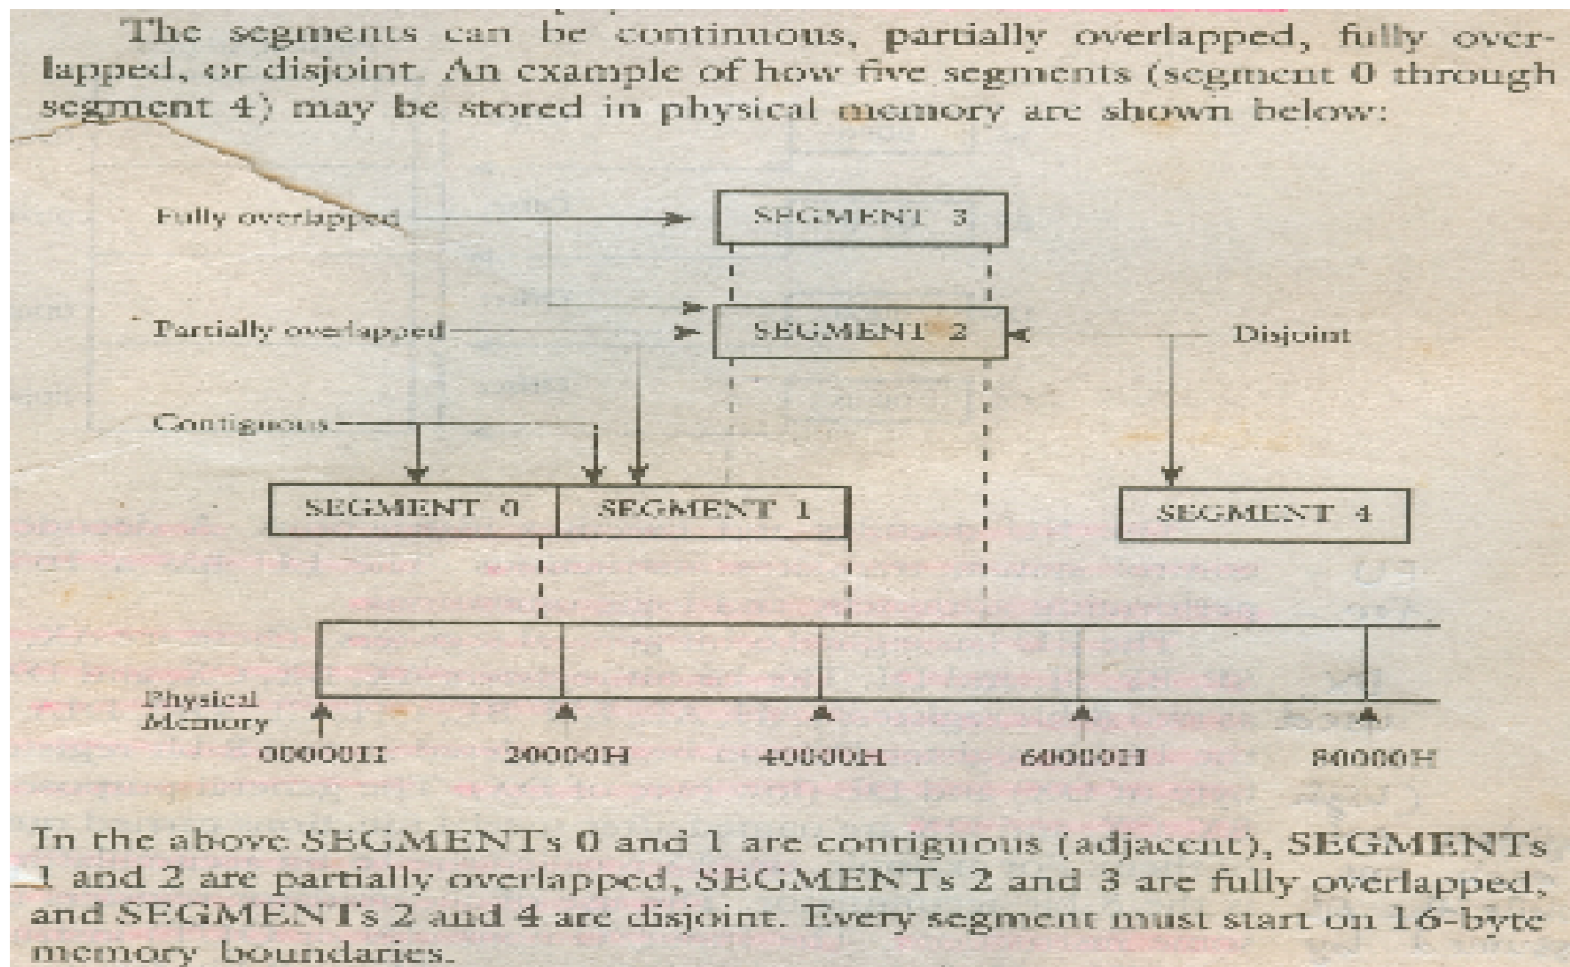 The segments can be continuous, partially overlapped, fully over-
lapped, or disjoint. An example of how five segments (segment 0 through
segment 4) may be stored in physical memory are shown below:
Fully overlapped
SEGMENT 3
Partially overlapped
SEGMENT 2
Disjoint
Contiguous
SEGMENT 0
SEGMENT 1
SEGMENT 4
Physical
Memory
00000H
20000H
40000H
60000H
80000H
In the above SEGMENTs 0 and 1 are contiguous (adjacent), SEGMENTs
1 and 2 are partially overlapped, SEGMENTs 2 and 3 are fully overlapped,
and SEGMENTs 2 and 4 are disjoint. Every segment must start on 16-byte
memory boundaries.